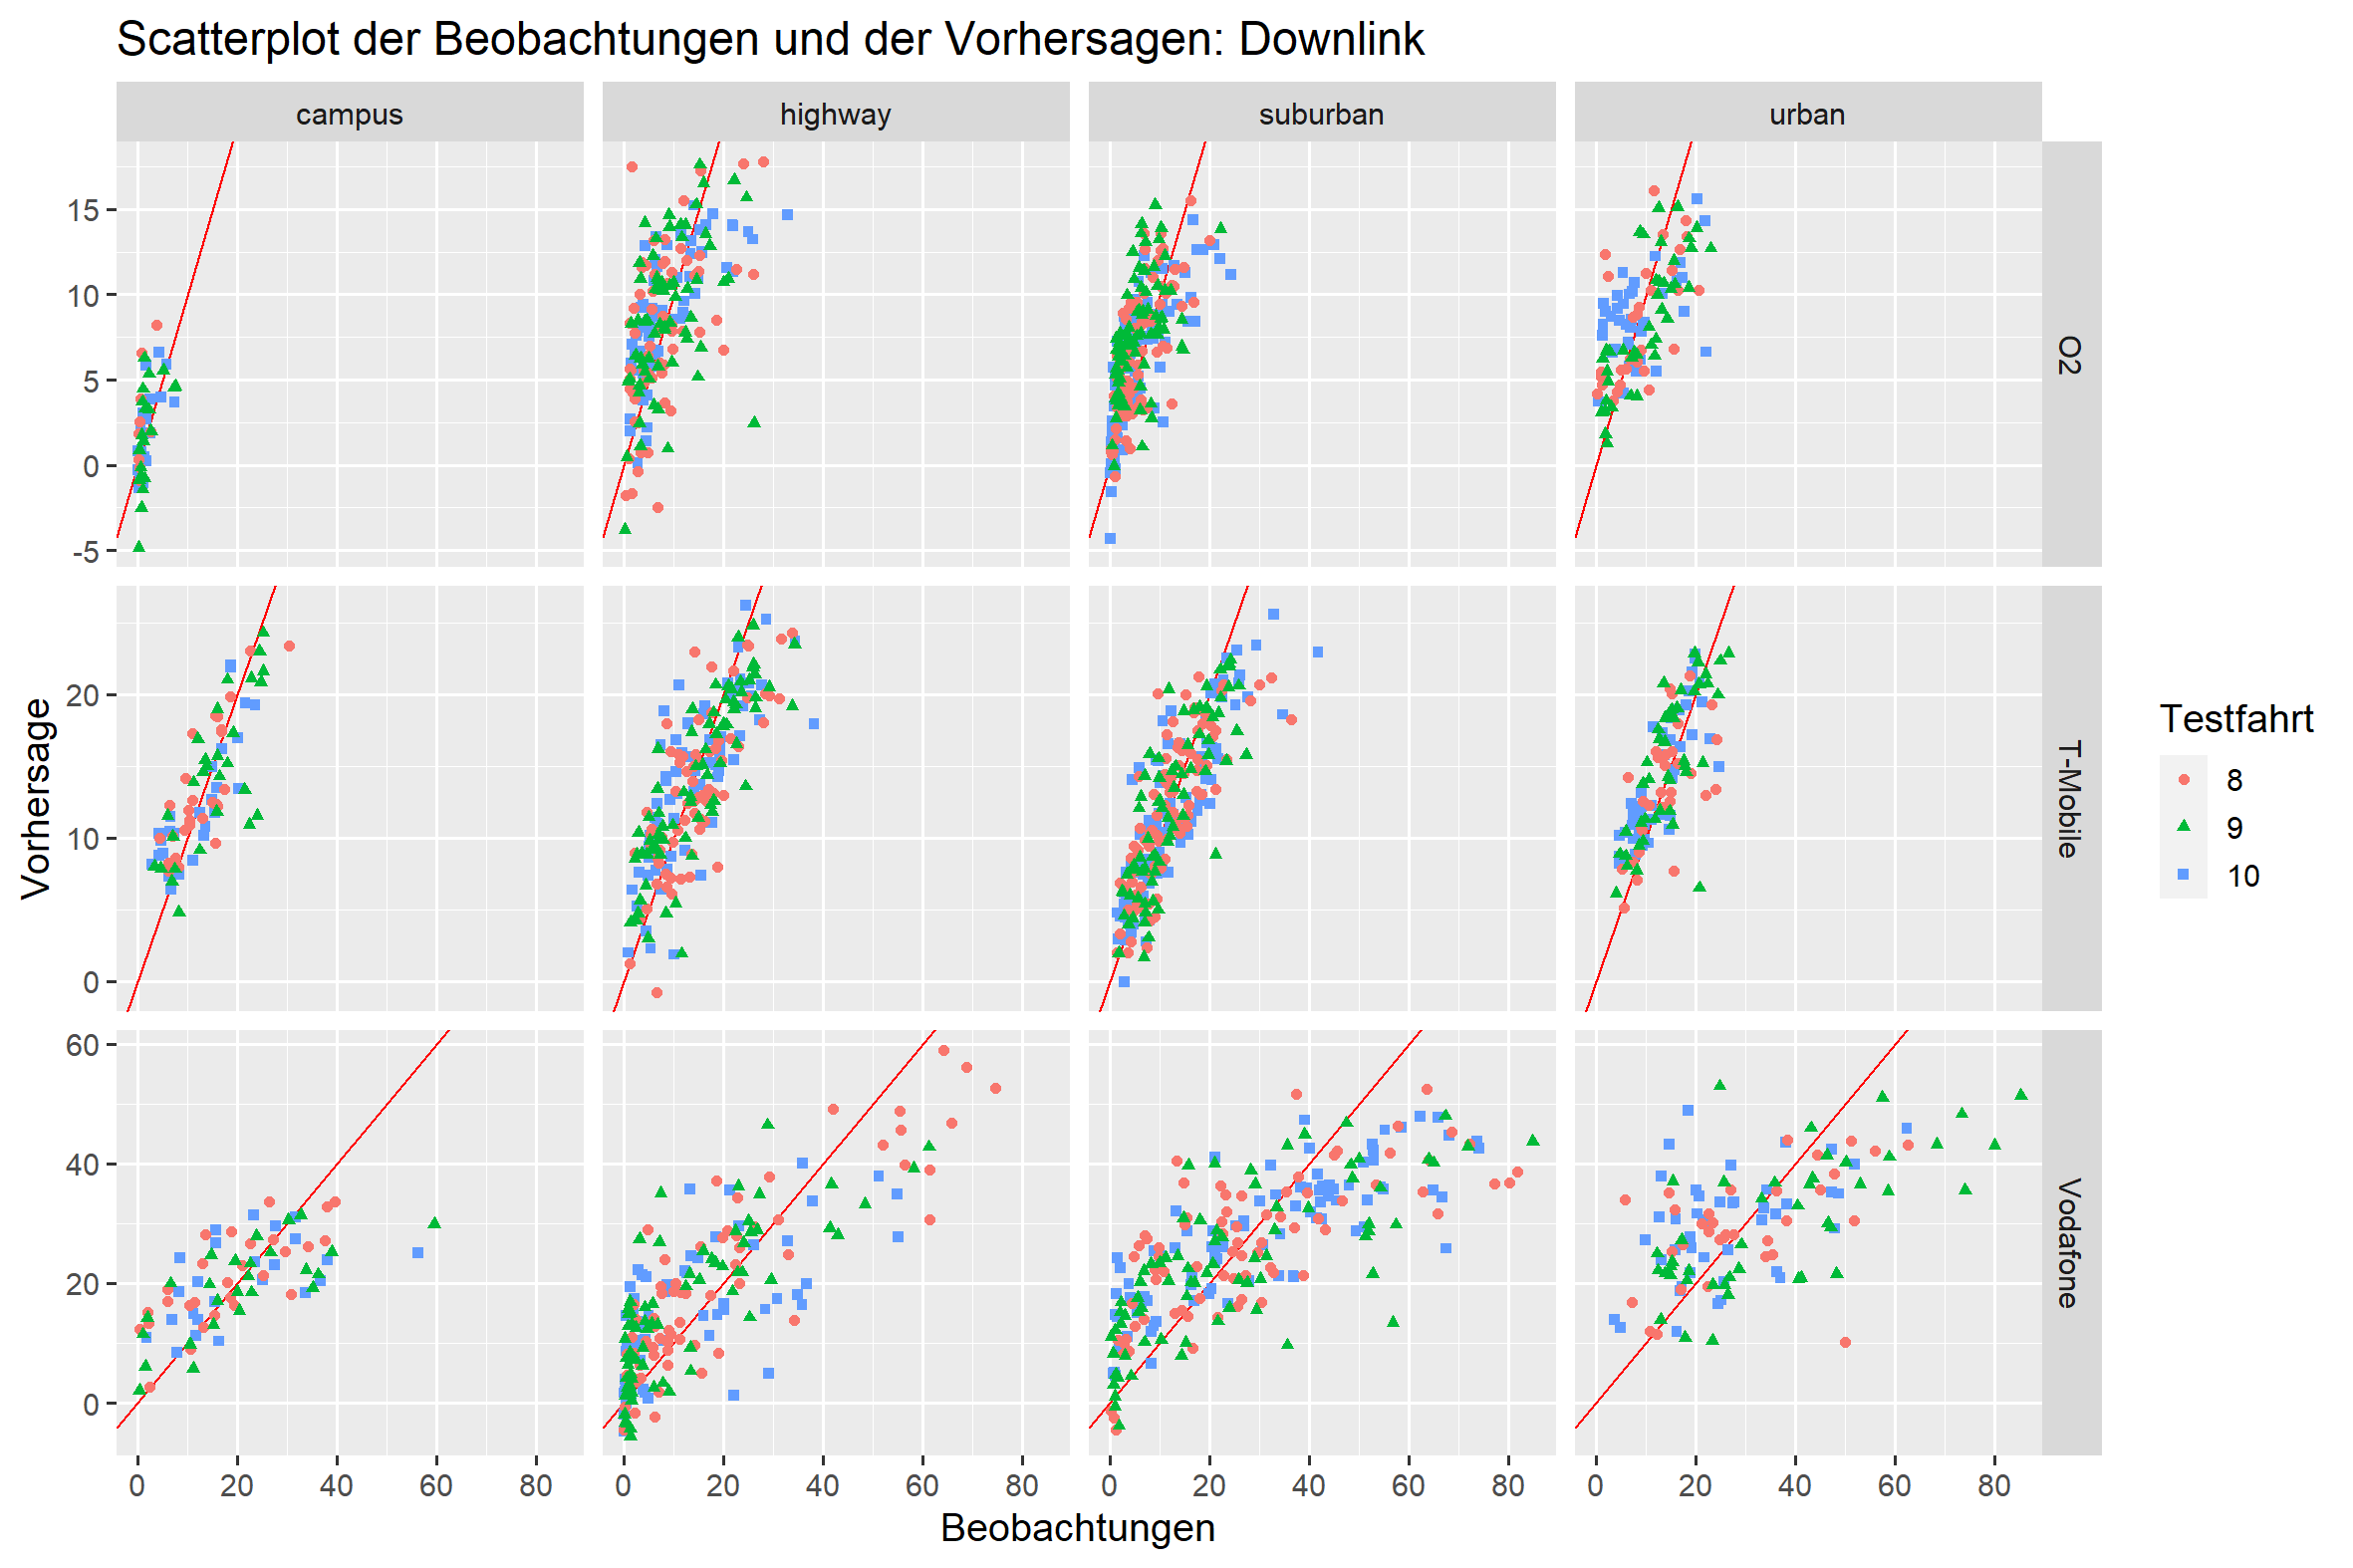 Scatterplot der Beobachtungen und der Vorhersagen: Downlink
campus highway suburban urban
15
10
5
0
-5
O2
20
10
0
T-Mobile
60
40
20
0
Vodafone
0 20 40 60 80 0 20 40 60 80 0 20 40 60 80 0 20 40 60 80
Beobachtungen
Vorhersage
Testfahrt
8
9
10